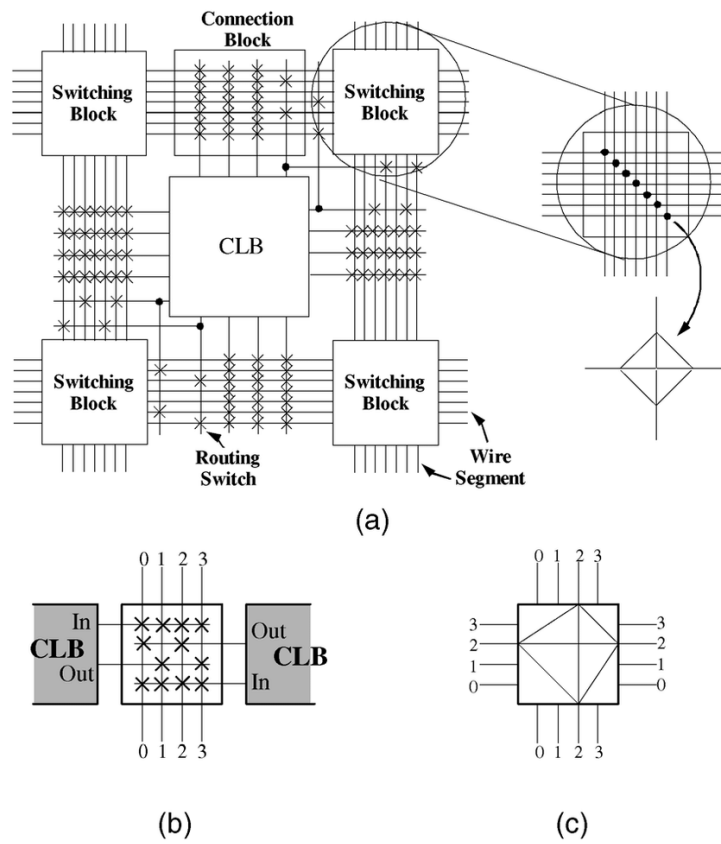 Connection
Block
Switching
Block
Switching
Block
CLB
Switching
Block
Switching
Block
Routing
Switch
Wire
Segment
(a)
0 1 2 3
In
CLB
Out
Out
CLB
In
0 1 2 3
(b)
0 1 2 3
3 3
2 2
1 1
0 0
0 1 2 3
(c)